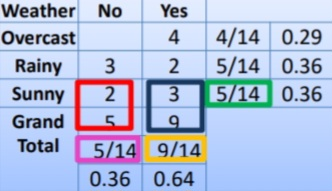 Weather No Yes
Overcast 4 4/14 0.29
Rainy 3 2 5/14 0.36
Sunny 2 3 5/14 0.36
Grand 5 9
Total 5/14 9/14
0.36 0.64